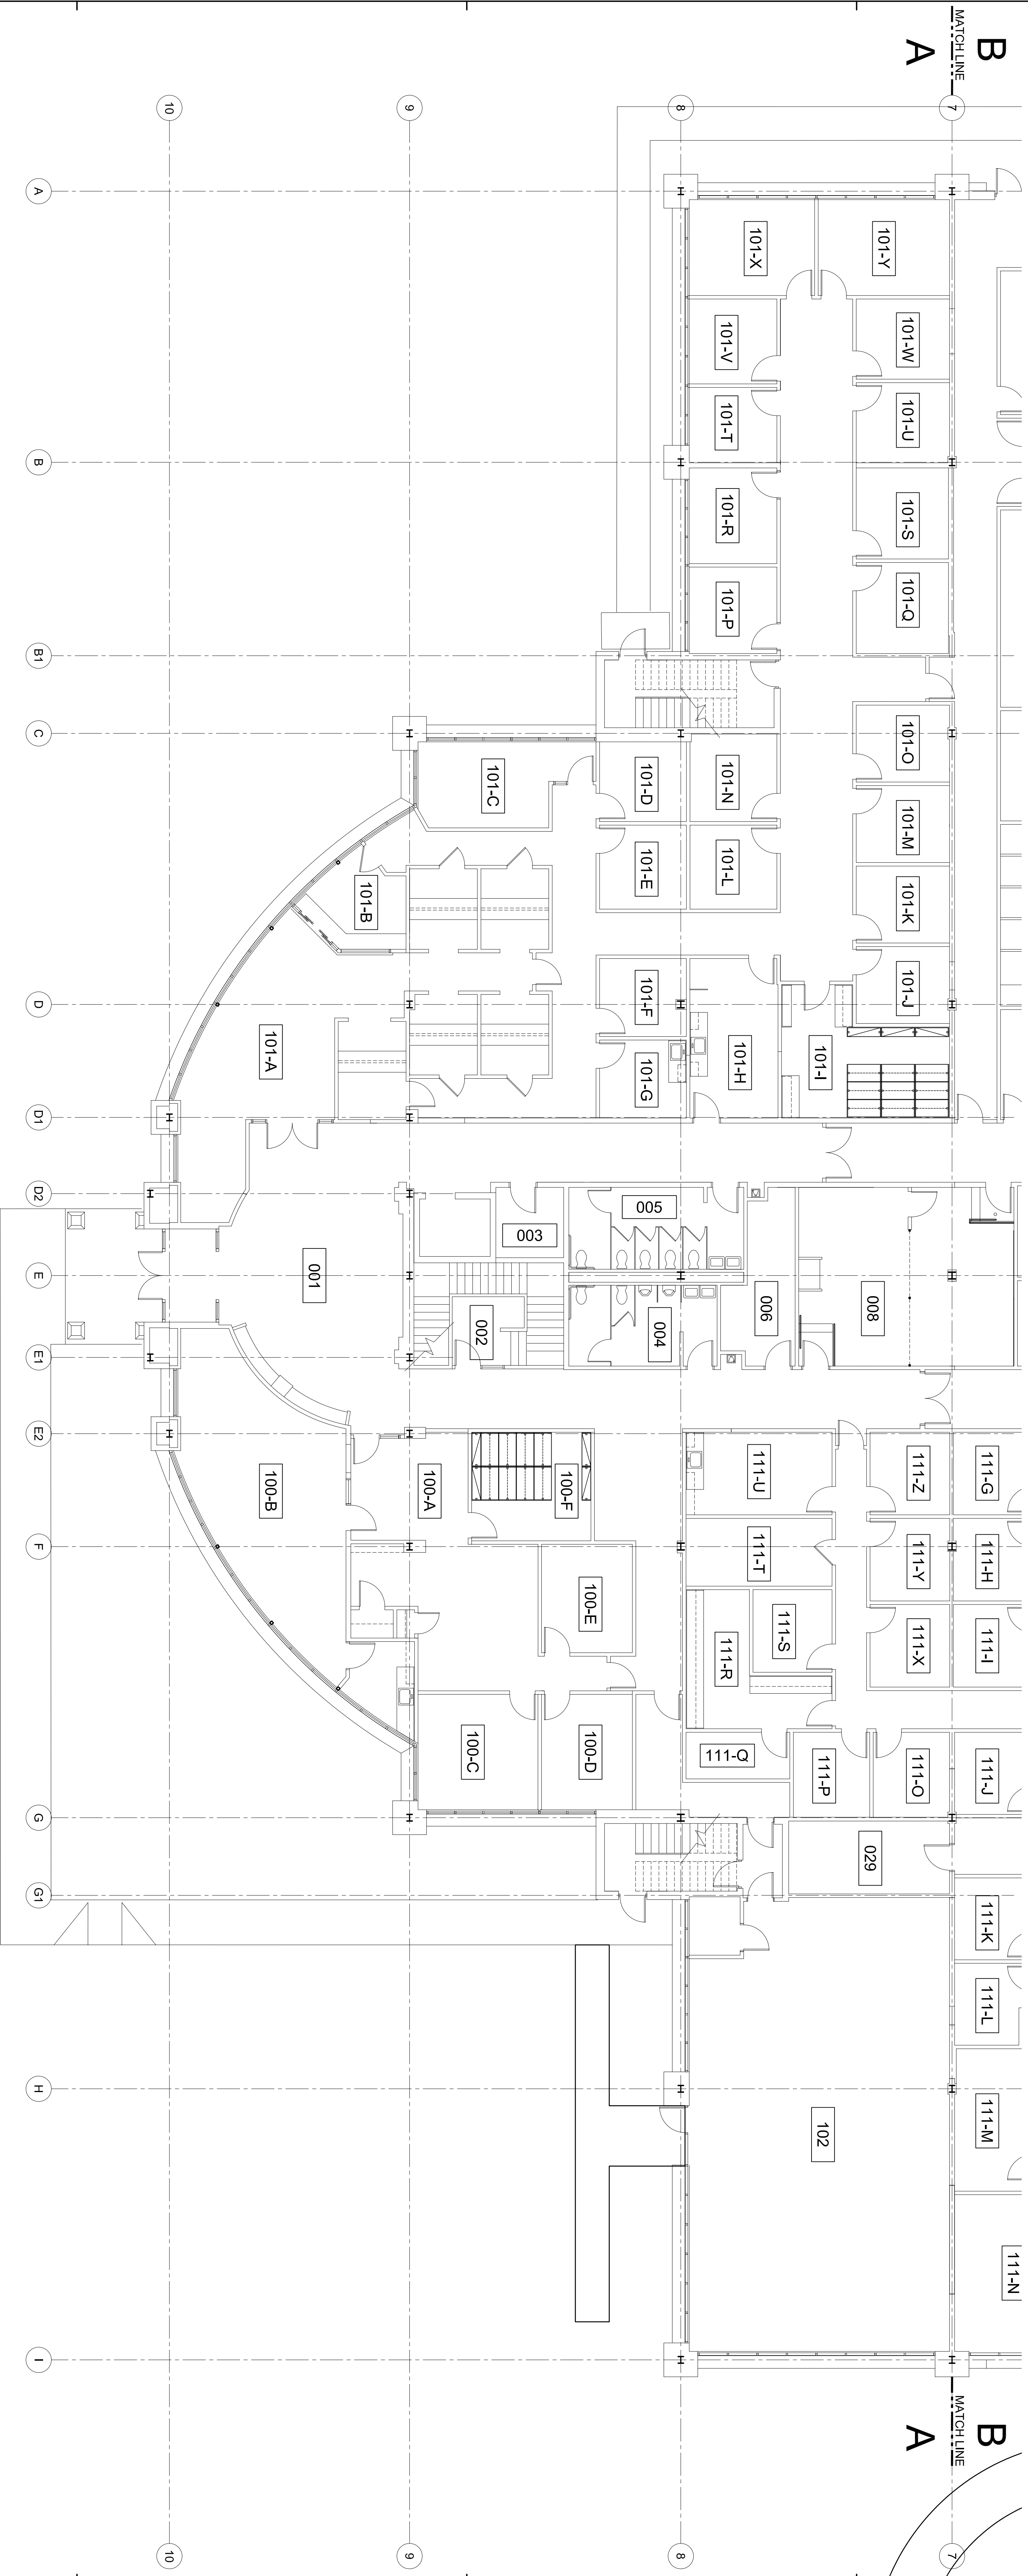 B
MATCH LINE
A
10
9
8
7
A
B
B1
C
D
D1
D2
E
E1
E2
F
G
G1
H
I
101-X
101-Y
101-V
101-W
101-T
101-U
101-R
101-S
101-P
101-Q
101-O
101-C
101-D
101-N
101-M
101-E
101-L
101-K
101-B
101-F
101-J
101-A
101-G
101-H
101-I
003
005
001
002
004
006
008
100-B
100-A
100-F
111-U
111-Z
111-G
100-E
111-T
111-Y
111-H
111-S
111-R
111-X
111-I
100-C
100-D
111-Q
111-P
111-O
111-J
029
111-K
111-L
102
111-M
111-N
B
MATCH LINE
A
10
9
8
7